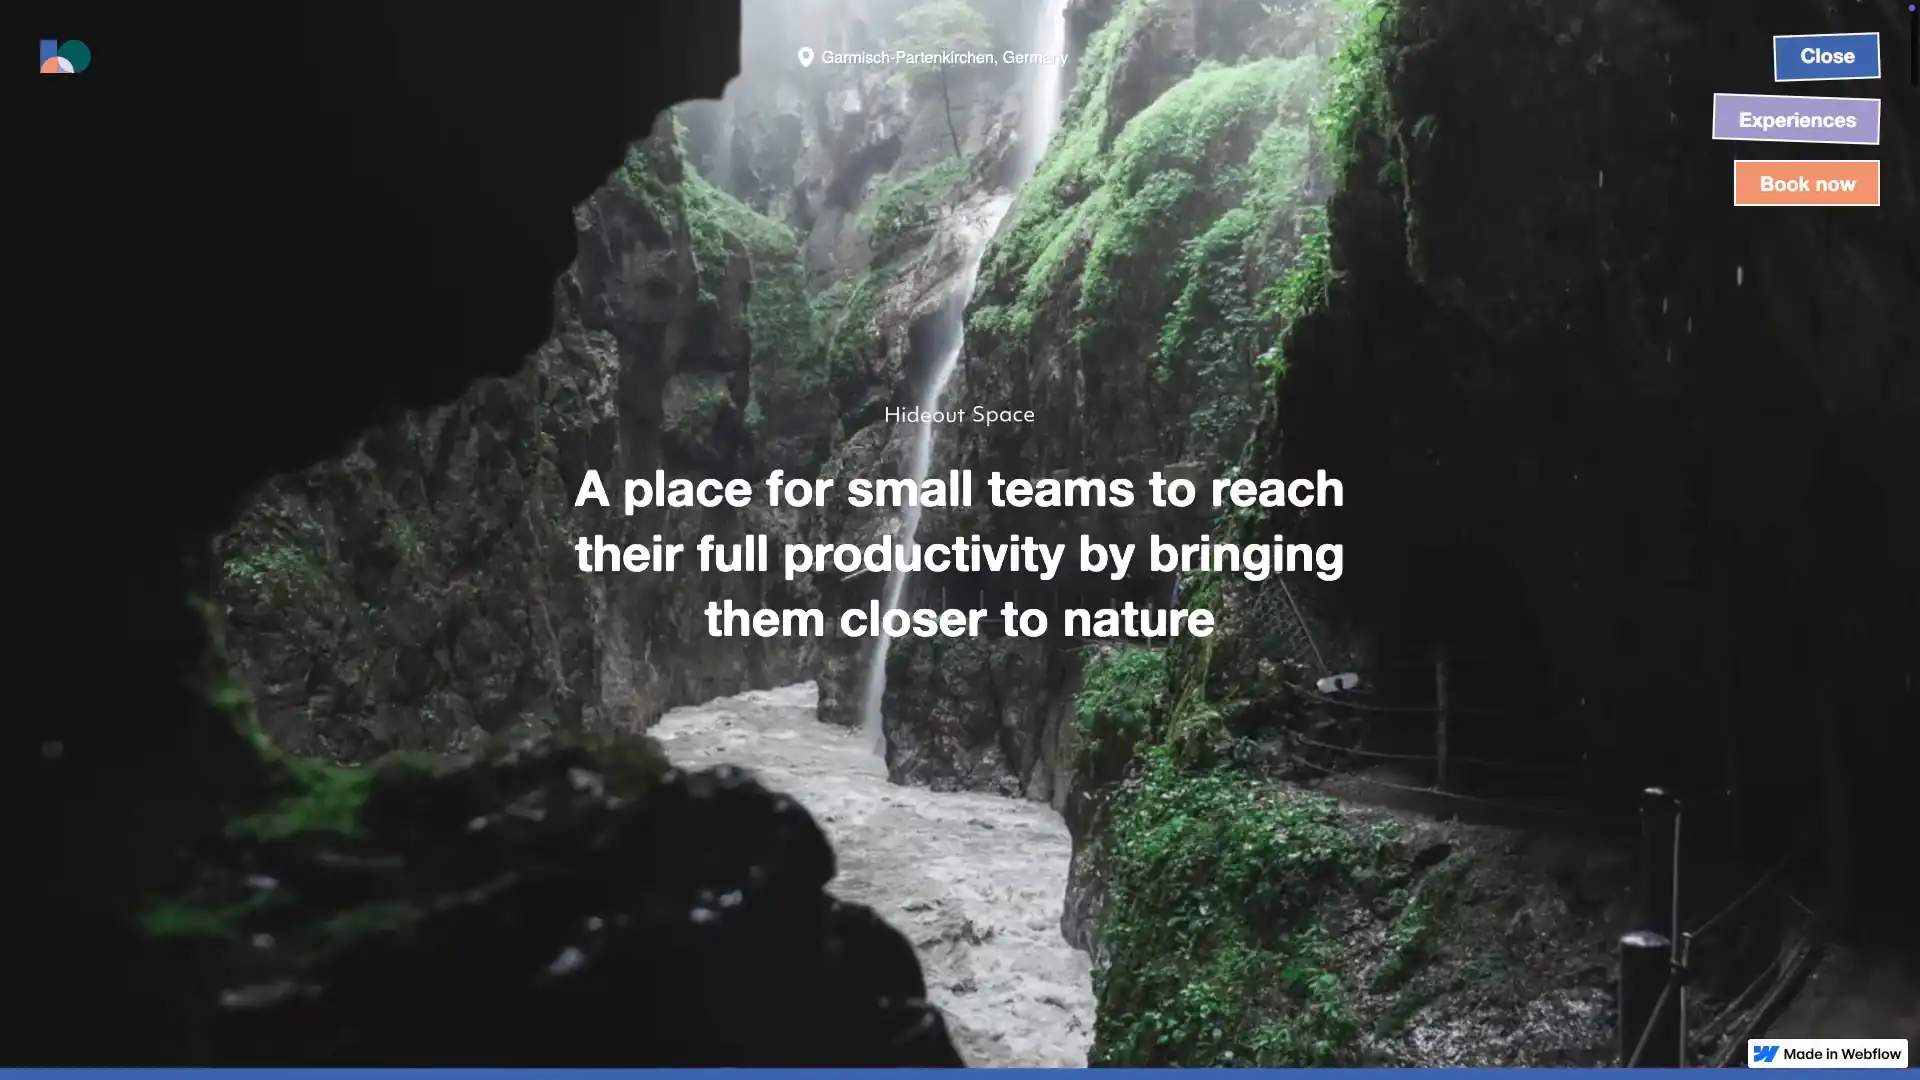 Garmisch-Partenkirchen, Germany
Close
Experiences
Book now
Hideout Space
A place for small teams to reach
their full productivity by bringing
them closer to nature
Made in Webflow